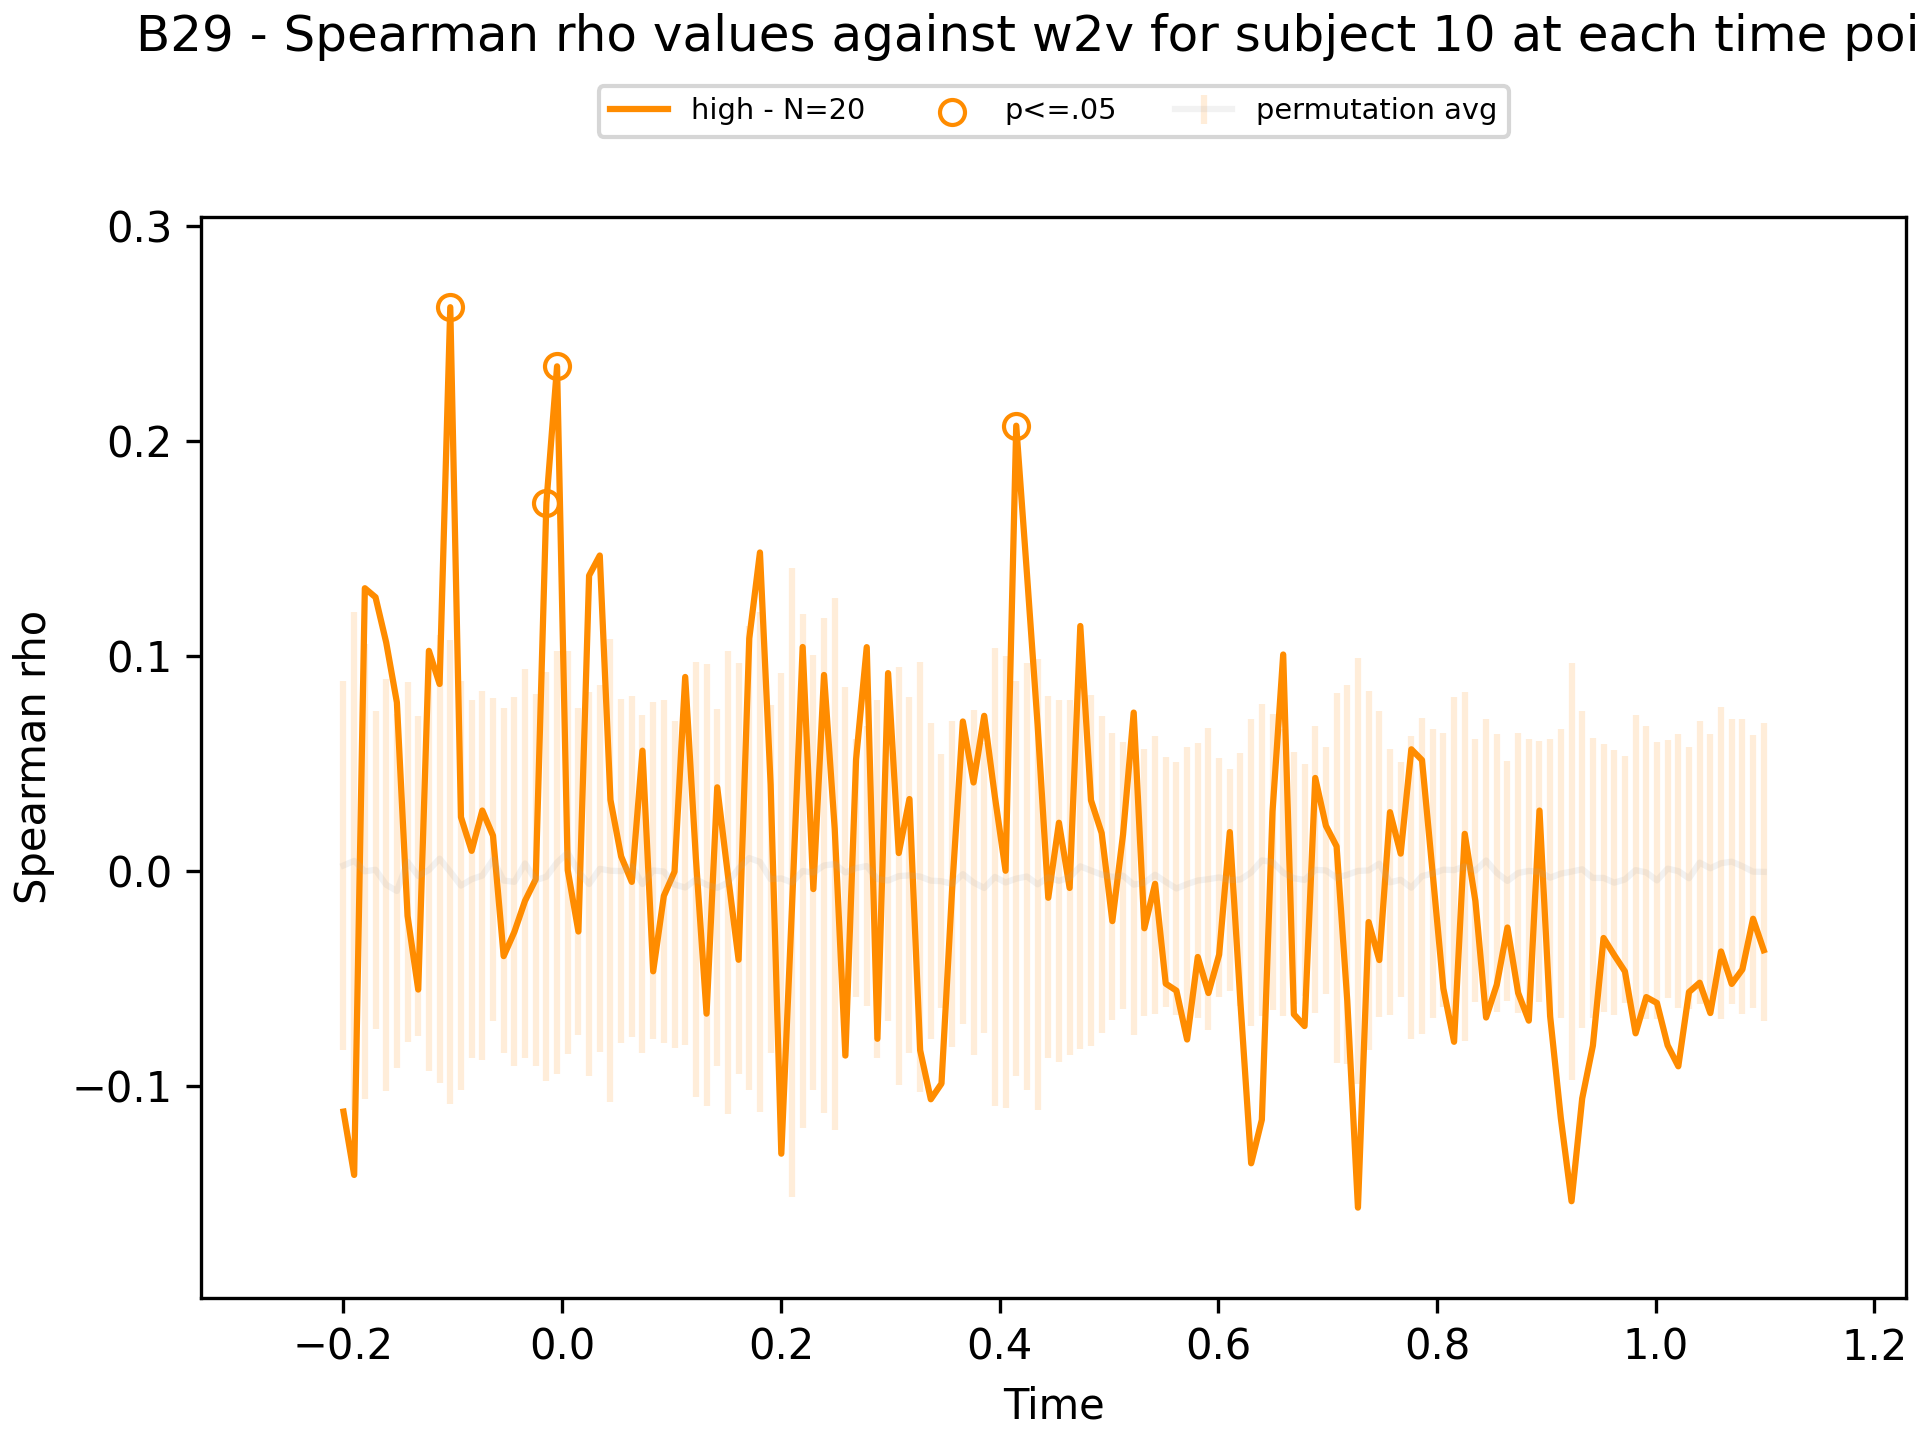 B29 - Spearman rho values against w2v for subject 10 at each time poi
high - N=20 p<=.05 permutation avg
0.3
0.2
0.1
0.0
−0.1
Spearman rho
−0.2 0.0 0.2 0.4 0.6 0.8 1.0 1.2
Time